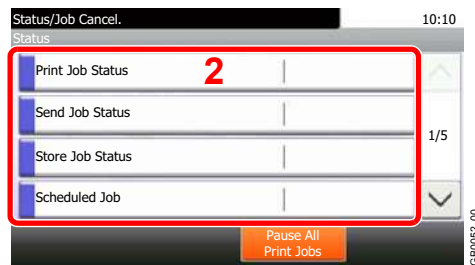 Status/Job Cancel. 10:10
Status
Print Job Status 2
Send Job Status
1/5
Store Job Status
Scheduled Job
Pause All
Print Jobs
GB0052_00